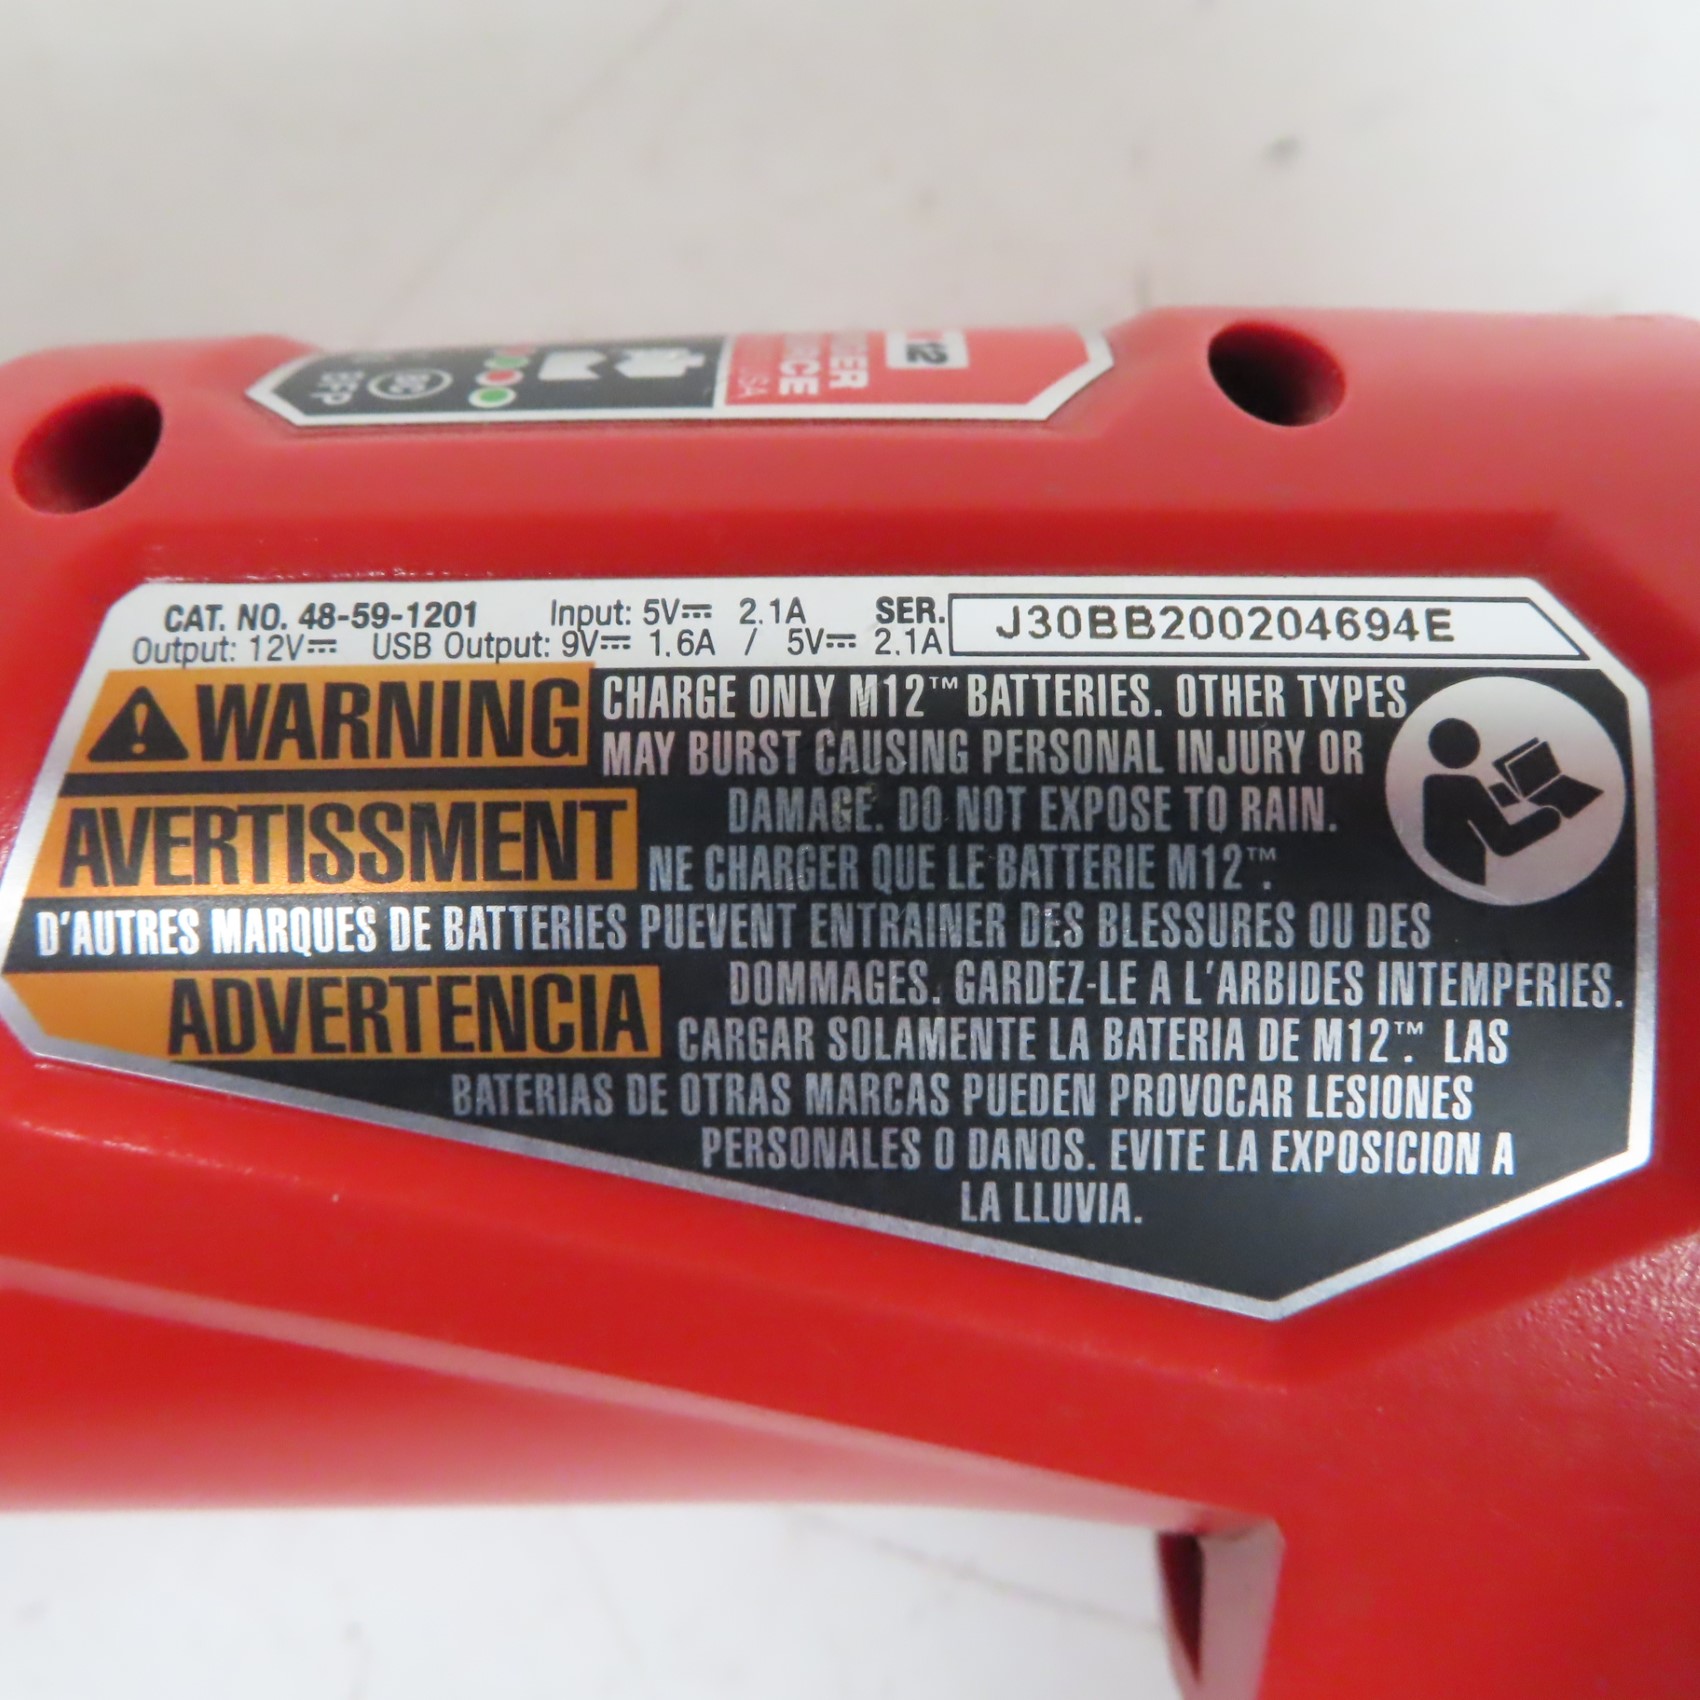 M12
SOURCE
USA
CAT. NO. 48-59-1201 Input: 5V⎓ 2.1A SER. J30BB200204694E
Output: 12V⎓ USB Output: 9V⎓ 1.6A / 5V⎓ 2.1A
WARNING CHARGE ONLY M12™ BATTERIES. OTHER TYPES
MAY BURST CAUSING PERSONAL INJURY OR
DAMAGE. DO NOT EXPOSE TO RAIN.
AVERTISSMENT NE CHARGER QUE LE BATTERIE M12™.
D'AUTRES MARQUES DE BATTERIES PUEVENT ENTRAINER DES BLESSURES OU DES
DOMMAGES. GARDEZ-LE A L'ARBIDES INTEMPERIES.
ADVERTENCIA CARGAR SOLAMENTE LA BATERIA DE M12™. LAS
BATERIAS DE OTRAS MARCAS PUEDEN PROVOCAR LESIONES
PERSONALES O DANOS. EVITE LA EXPOSICION A
LA LLUVIA.